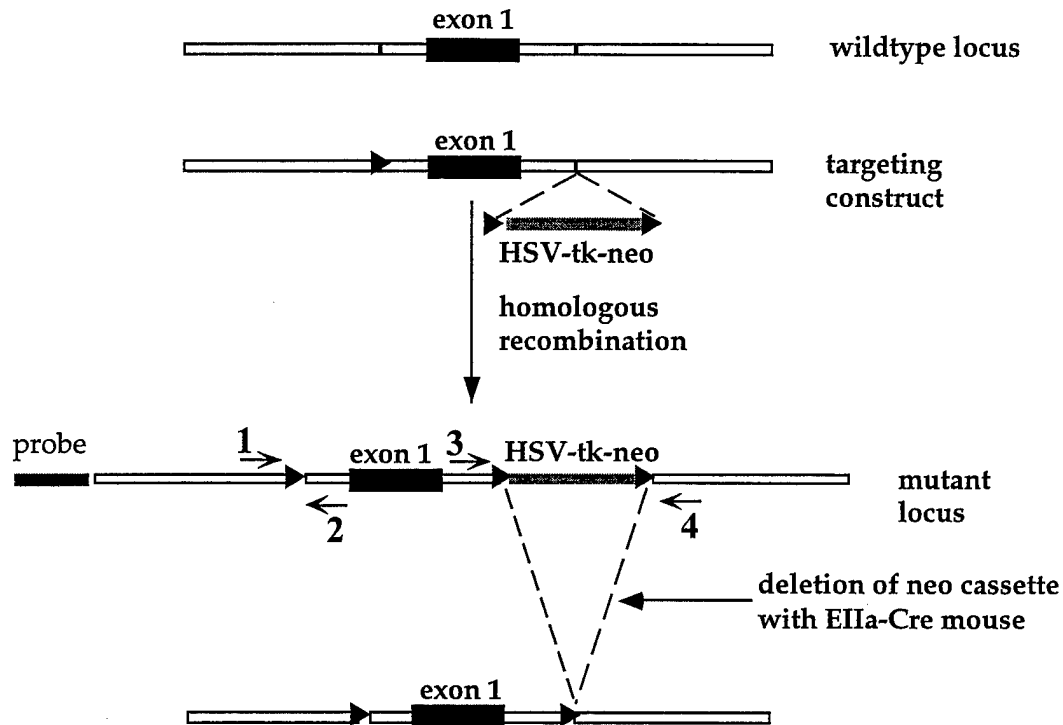 exon 1
wildtype locus
exon 1
targeting
construct
HSV-tk-neo
homologous
recombination
probe
1
exon 1
3
HSV-tk-neo
2
4
mutant
locus
deletion of neo cassette
with EIIa-Cre mouse
exon 1